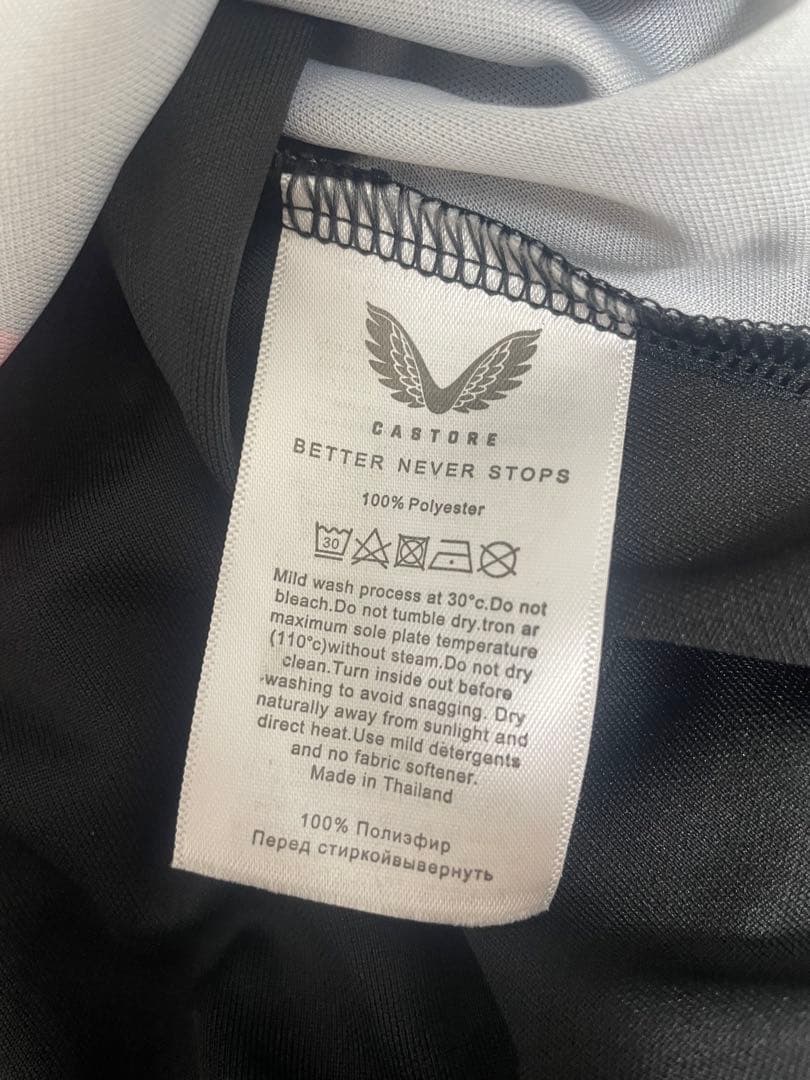 CASTORE
BETTER NEVER STOPS
100% Polyester
30
Mild wash process at 30°c.Do not
bleach.Do not tumble dry.tron ar
maximum sole plate temperature
(110°c)without steam.Do not dry
clean.Turn inside out before
washing to avoid snagging. Dry
naturally away from sunlight and
direct heat.Use mild detergents
and no fabric softener.
Made in Thailand
100% Полиэфир
Перед стиркойвывернуть